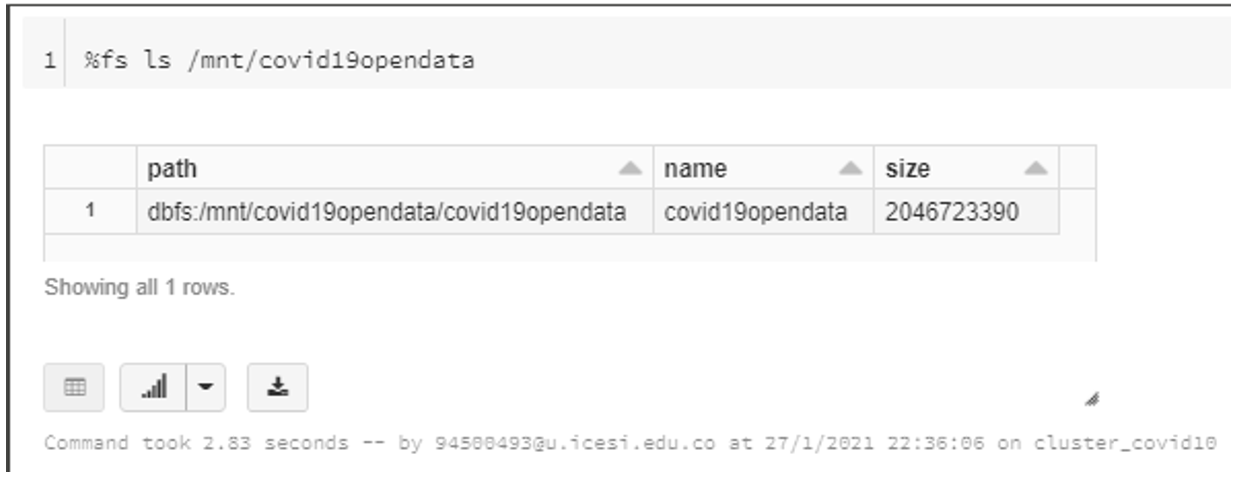 1 %fs ls /mnt/covid19opendata
path name size
1 dbfs:/mnt/covid19opendata/covid19opendata covid19opendata 2046723390
Showing all 1 rows.
Command took 2.83 seconds -- by 94500493@u.icesi.edu.co at 27/1/2021 22:36:06 on cluster_covid10